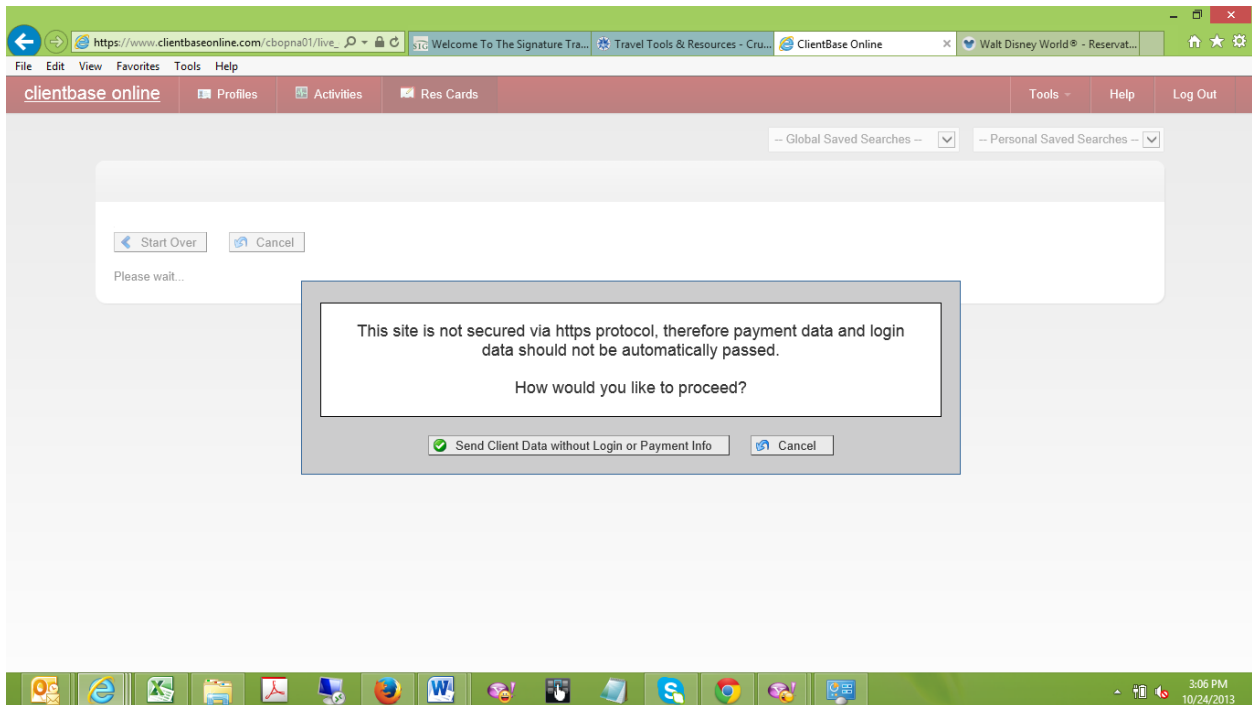 https://www.clientbaseonline.com/cbopna01/live_
Welcome To The Signature Tra...
Travel Tools & Resources - Cru...
ClientBase Online
Walt Disney World® - Reservat...
File Edit View Favorites Tools Help
clientbase online Profiles Activities Res Cards Tools Help Log Out
-- Global Saved Searches -- -- Personal Saved Searches --
Start Over Cancel
Please wait...
This site is not secured via https protocol, therefore payment data and login
data should not be automatically passed.
How would you like to proceed?
Send Client Data without Login or Payment Info Cancel
3:06 PM
10/24/2013